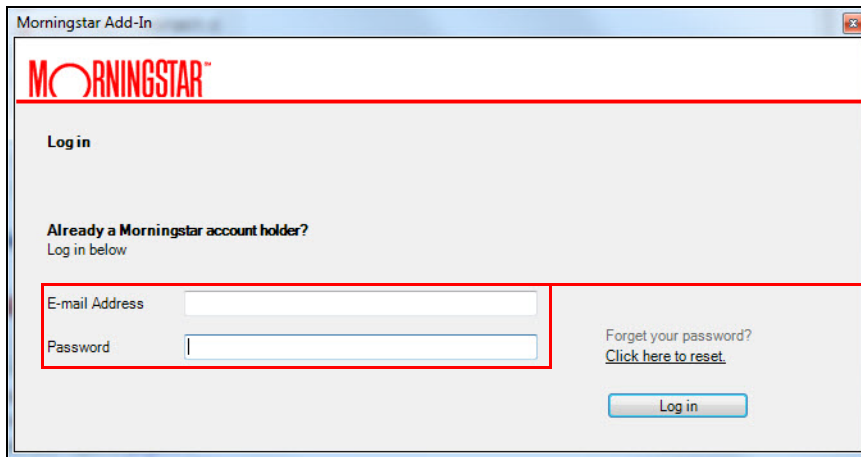 Morningstar Add-In
MORNINGSTAR™
Log in
Already a Morningstar account holder?
Log in below
E-mail Address
Password
Forget your password?
Click here to reset.
Log in